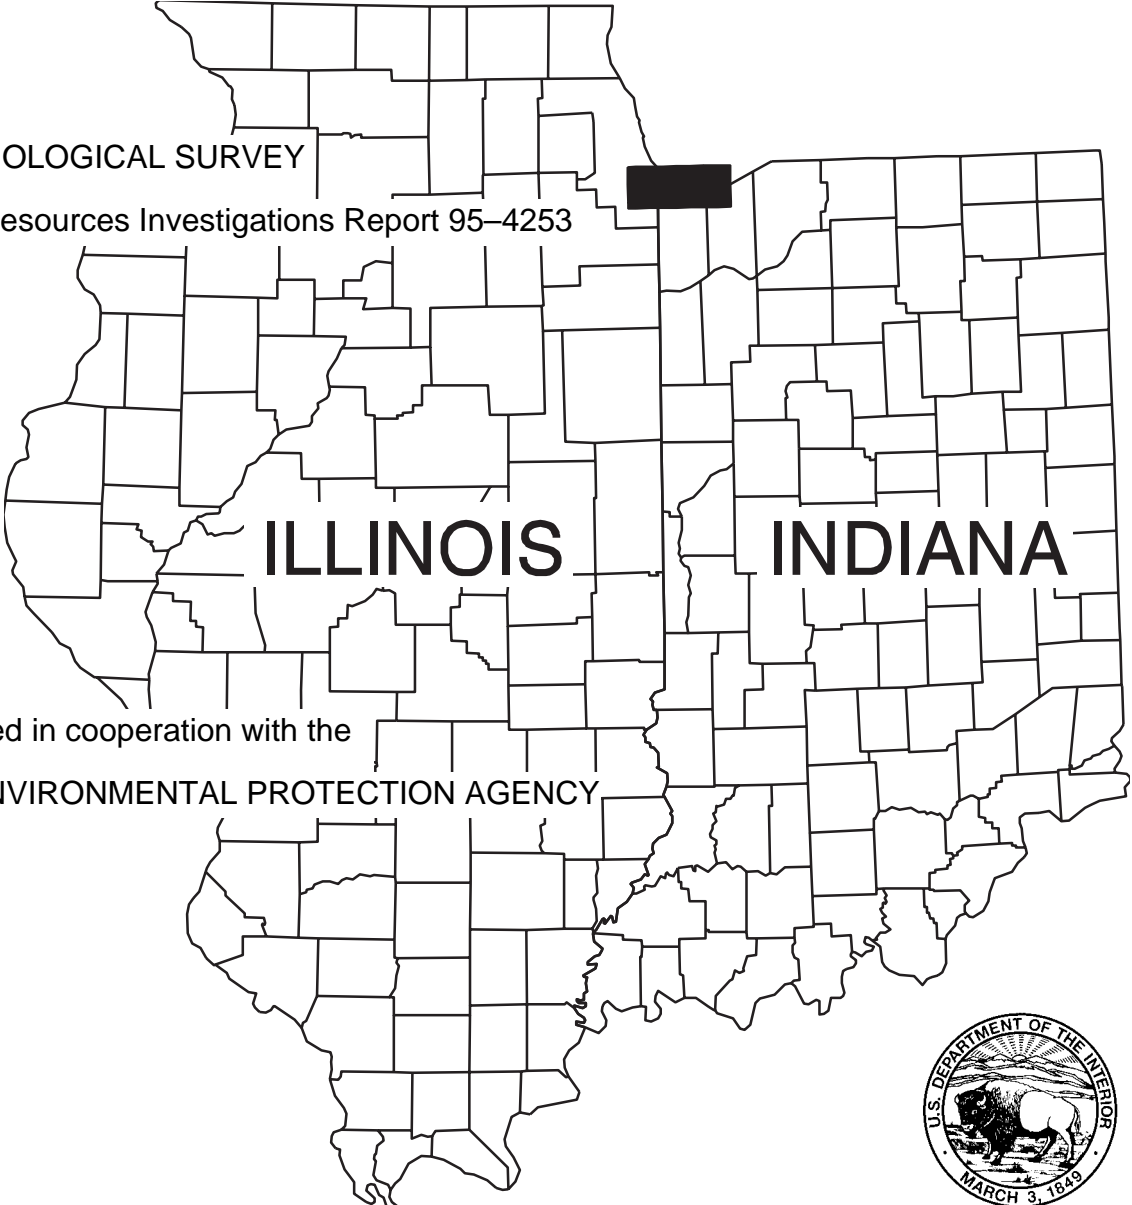 OLOGICAL SURVEY
esources Investigations Report 95–4253
ILLINOIS
INDIANA
ed in cooperation with the
NVIRONMENTAL PROTECTION AGENCY
U.S. DEPARTMENT OF THE INTERIOR
MARCH 3, 1849